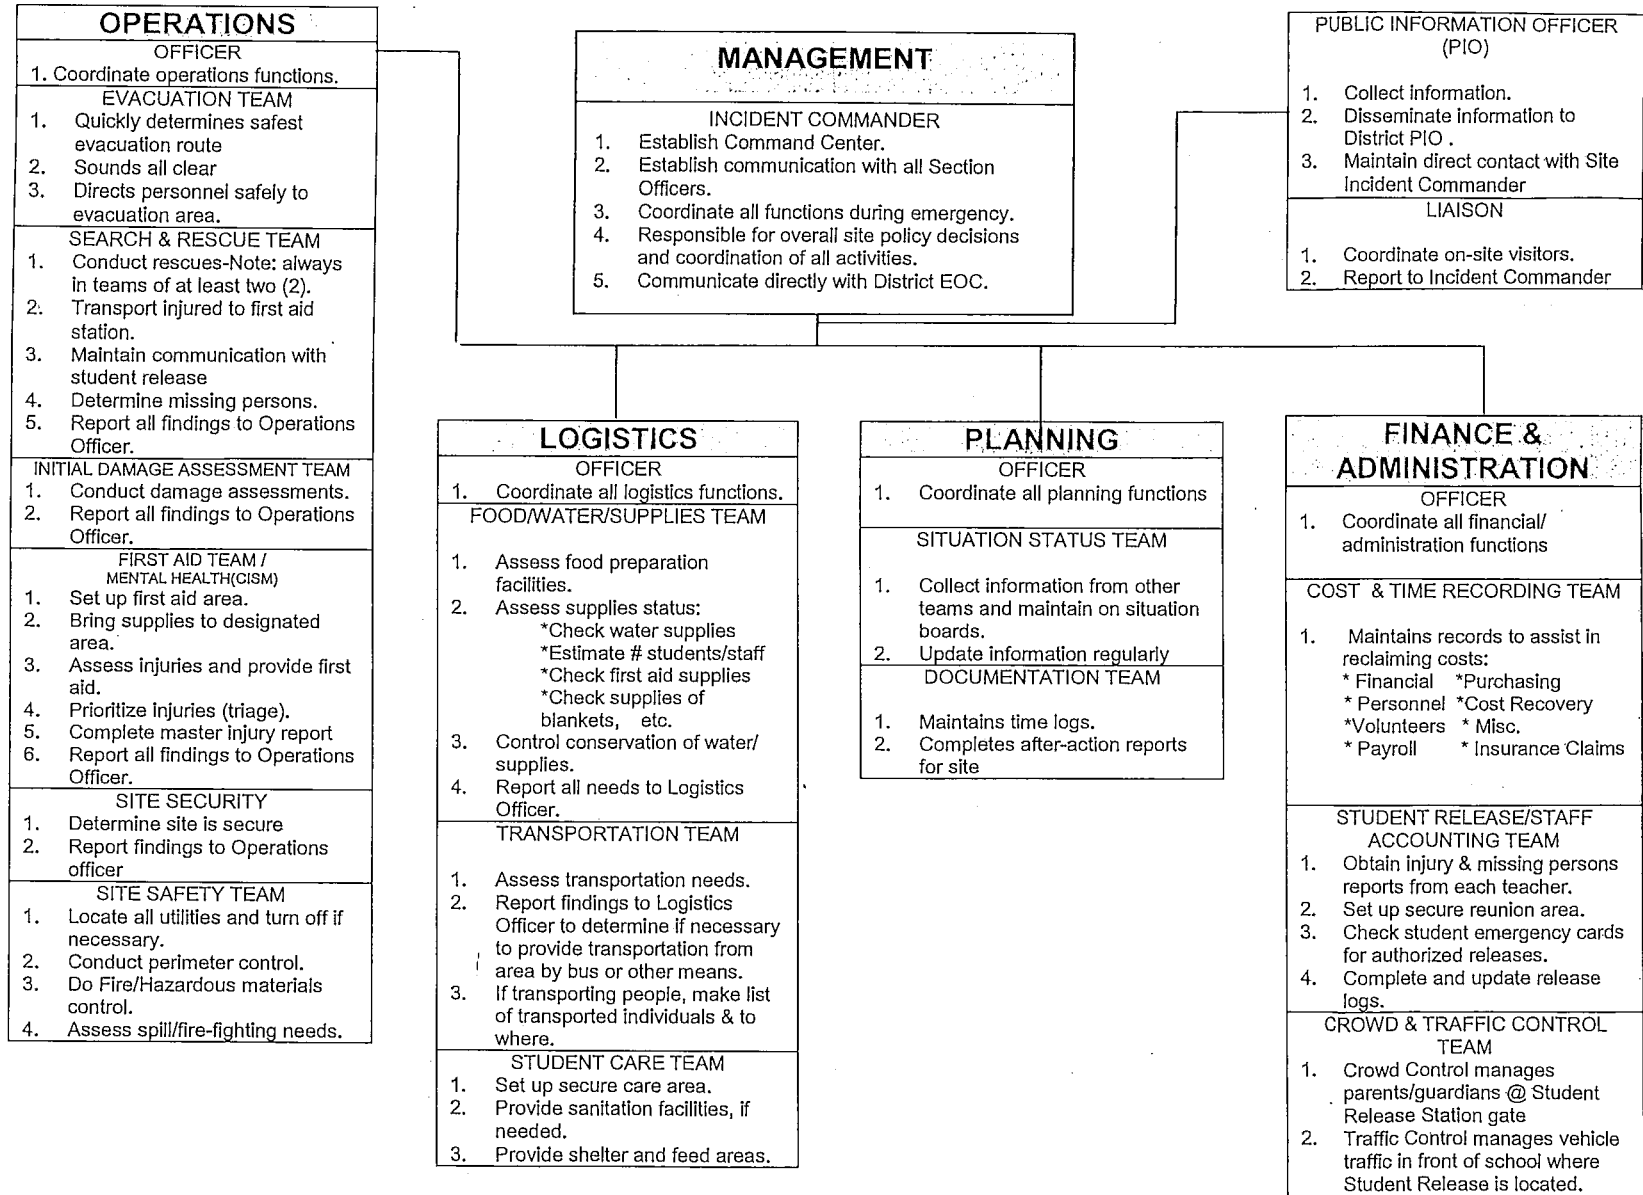 OPERATIONS
OFFICER
1. Coordinate operations functions.
EVACUATION TEAM
1. Quickly determines safest
evacuation route
2. Sounds all clear
3. Directs personnel safely to
evacuation area.
SEARCH & RESCUE TEAM
1. Conduct rescues-Note: always
in teams of at least two (2).
2. Transport injured to first aid
station.
3. Maintain communication with
student release
4. Determine missing persons.
5. Report all findings to Operations
Officer.
INITIAL DAMAGE ASSESSMENT TEAM
1. Conduct damage assessments.
2. Report all findings to Operations
Officer.
FIRST AID TEAM /
MENTAL HEALTH(CISM)
1. Set up first aid area.
2. Bring supplies to designated
area.
3. Assess injuries and provide first
aid.
4. Prioritize injuries (triage).
5. Complete master injury report
6. Report all findings to Operations
Officer.
SITE SECURITY
1. Determine site is secure
2. Report findings to Operations
officer
SITE SAFETY TEAM
1. Locate all utilities and turn off if
necessary.
2. Conduct perimeter control.
3. Do Fire/Hazardous materials
control.
4. Assess spill/fire-fighting needs.
MANAGEMENT
INCIDENT COMMANDER
1. Establish Command Center.
2. Establish communication with all Section
Officers.
3. Coordinate all functions during emergency.
4. Responsible for overall site policy decisions
and coordination of all activities.
5. Communicate directly with District EOC.
PUBLIC INFORMATION OFFICER
(PIO)
1. Collect information.
2. Disseminate information to
District PIO .
3. Maintain direct contact with Site
Incident Commander
LIAISON
1. Coordinate on-site visitors.
2. Report to Incident Commander
LOGISTICS
OFFICER
1. Coordinate all logistics functions.
FOOD/WATER/SUPPLIES TEAM
1. Assess food preparation
facilities.
2. Assess supplies status:
*Check water supplies
*Estimate # students/staff
*Check first aid supplies
*Check supplies of
blankets, etc.
3. Control conservation of water/
supplies.
4. Report all needs to Logistics
Officer.
TRANSPORTATION TEAM
1. Assess transportation needs.
2. Report findings to Logistics
Officer to determine if necessary
to provide transportation from
area by bus or other means.
3. If transporting people, make list
of transported individuals & to
where.
STUDENT CARE TEAM
1. Set up secure care area.
2. Provide sanitation facilities, if
needed.
3. Provide shelter and feed areas.
PLANNING
OFFICER
1. Coordinate all planning functions
SITUATION STATUS TEAM
1. Collect information from other
teams and maintain on situation
boards.
2. Update information regularly
DOCUMENTATION TEAM
1. Maintains time logs.
2. Completes after-action reports
for site
FINANCE &
ADMINISTRATION
OFFICER
1. Coordinate all financial/
administration functions
COST & TIME RECORDING TEAM
1. Maintains records to assist in
reclaiming costs:
* Financial *Purchasing
* Personnel *Cost Recovery
*Volunteers * Misc.
* Payroll * Insurance Claims
STUDENT RELEASE/STAFF
ACCOUNTING TEAM
1. Obtain injury & missing persons
reports from each teacher.
2. Set up secure reunion area.
3. Check student emergency cards
for authorized releases.
4. Complete and update release
logs.
CROWD & TRAFFIC CONTROL
TEAM
1. Crowd Control manages
parents/guardians @ Student
Release Station gate
2. Traffic Control manages vehicle
traffic in front of school where
Student Release is located.